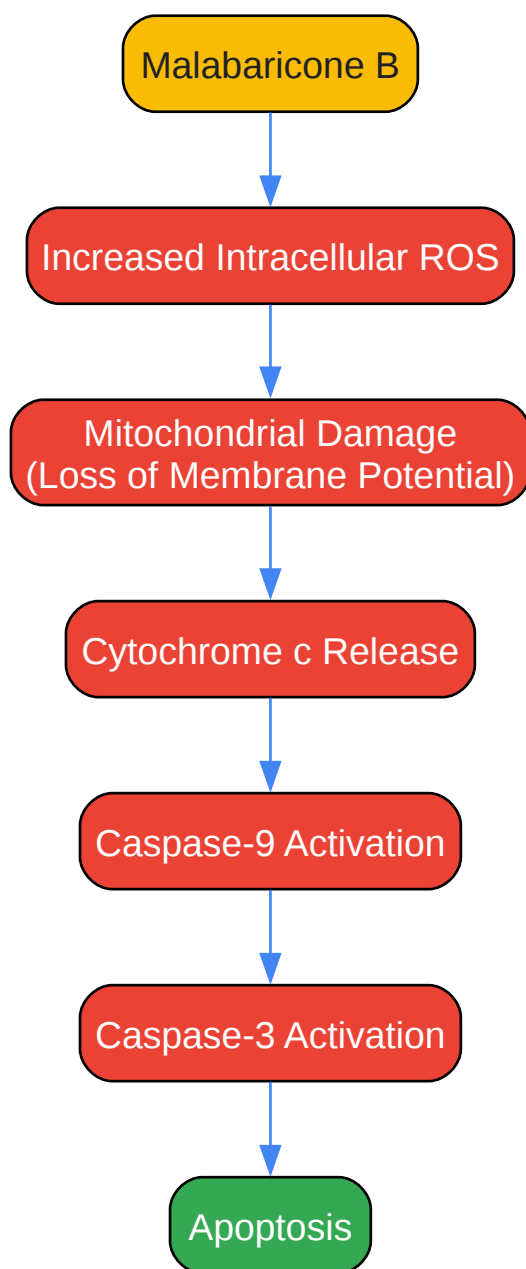 Malabaricone B
Increased Intracellular ROS
Mitochondrial Damage
(Loss of Membrane Potential)
Cytochrome c Release
Caspase-9 Activation
Caspase-3 Activation
Apoptosis